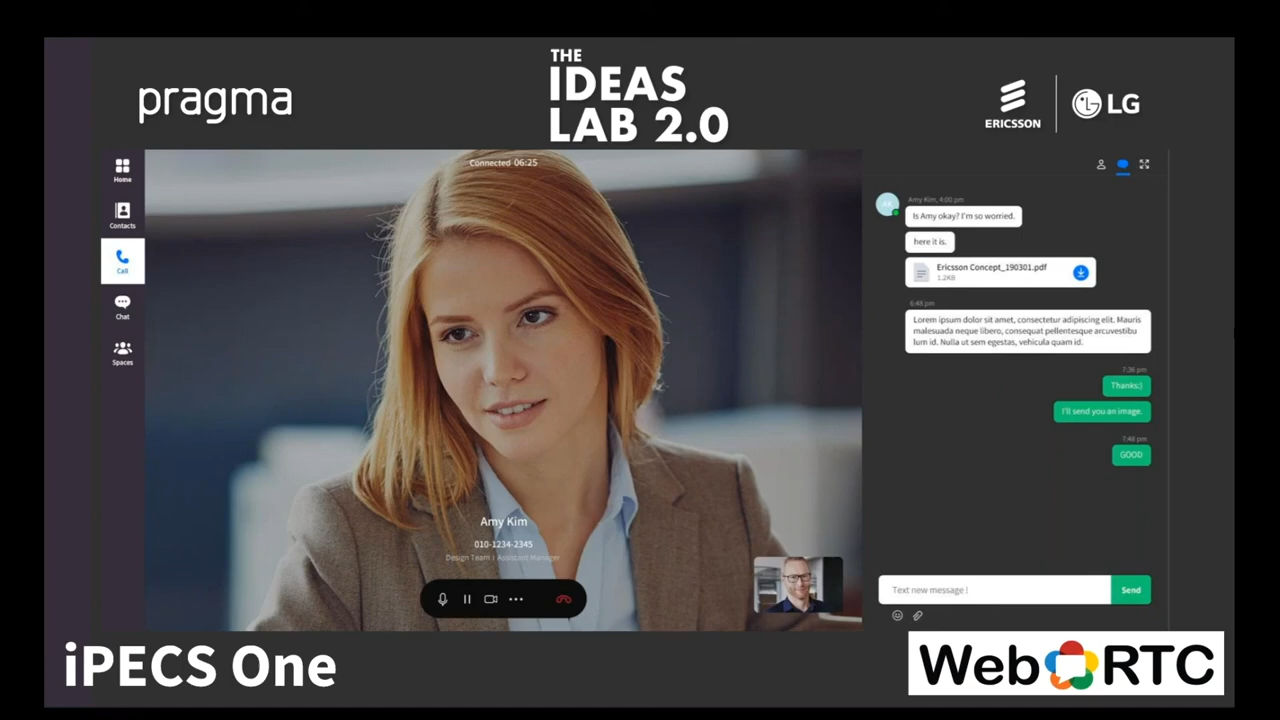 pragma
THE
IDEAS
LAB 2.0
ERICSSON
LG
Home
Contacts
Call
Chat
Spaces
Connected 06:25
Amy Kim
010-1234-2345
Design Team | Assistant Manager
AK
Amy Kim, 4:00 pm
Is Amy okay? I'm so worried.
here it is.
Ericsson Concept_190301.pdf
1.2KB
6:48 pm
Lorem ipsum dolor sit amet, consectetur adipiscing elit. Mauris
malesuada neque libero, consequat pellentesque arcuvestibu
lum id. Nulla ut sem egestas, vehicula quam id.
7:36 pm
Thanks:)
I'll send you an image.
7:48 pm
GOOD
Text new message !
Send
iPECS One
Web RTC